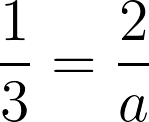 1/3 = 2/a